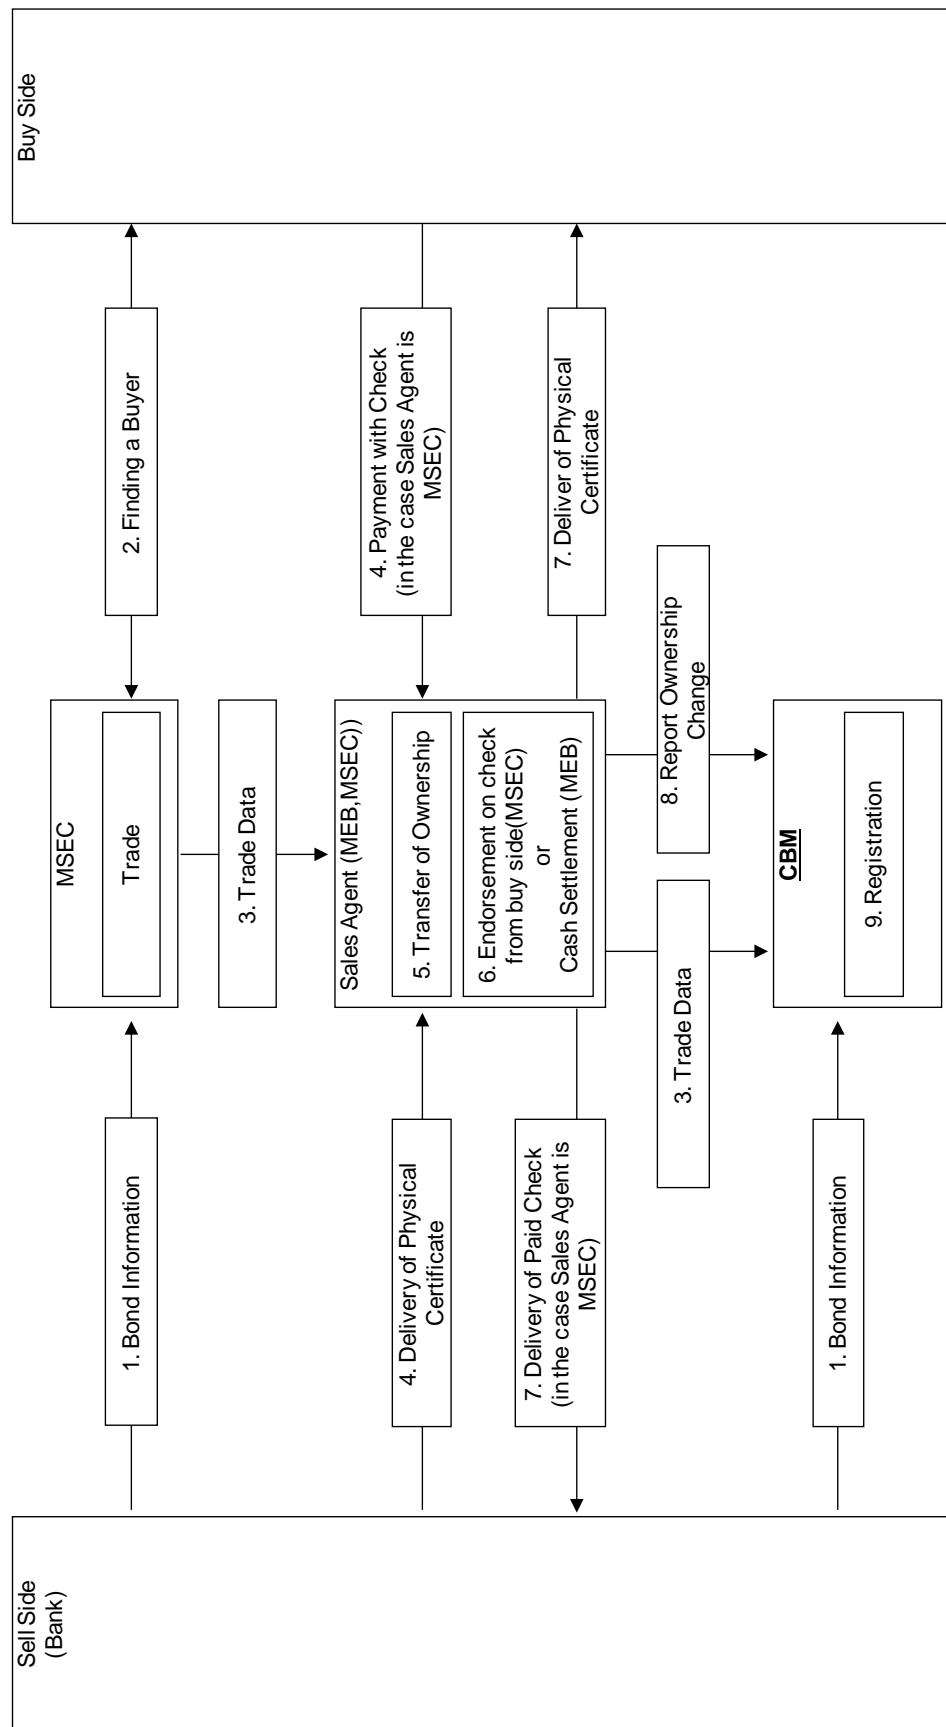 Sell Side
(Bank)
1. Bond Information
MSEC
Trade
2. Finding a Buyer
Buy Side
3. Trade Data
4. Delivery of Physical
Certificate
Sales Agent (MEB,MSEC))
5. Transfer of Ownership
6. Endorsement on check
from buy side(MSEC)
or
Cash Settlement (MEB)
4. Payment with Check
(in the case Sales Agent is
MSEC)
7. Delivery of Paid Check
(in the case Sales Agent is
MSEC)
7. Deliver of Physical
Certificate
3. Trade Data
8. Report Ownership
Change
1. Bond Information
CBM
9. Registration